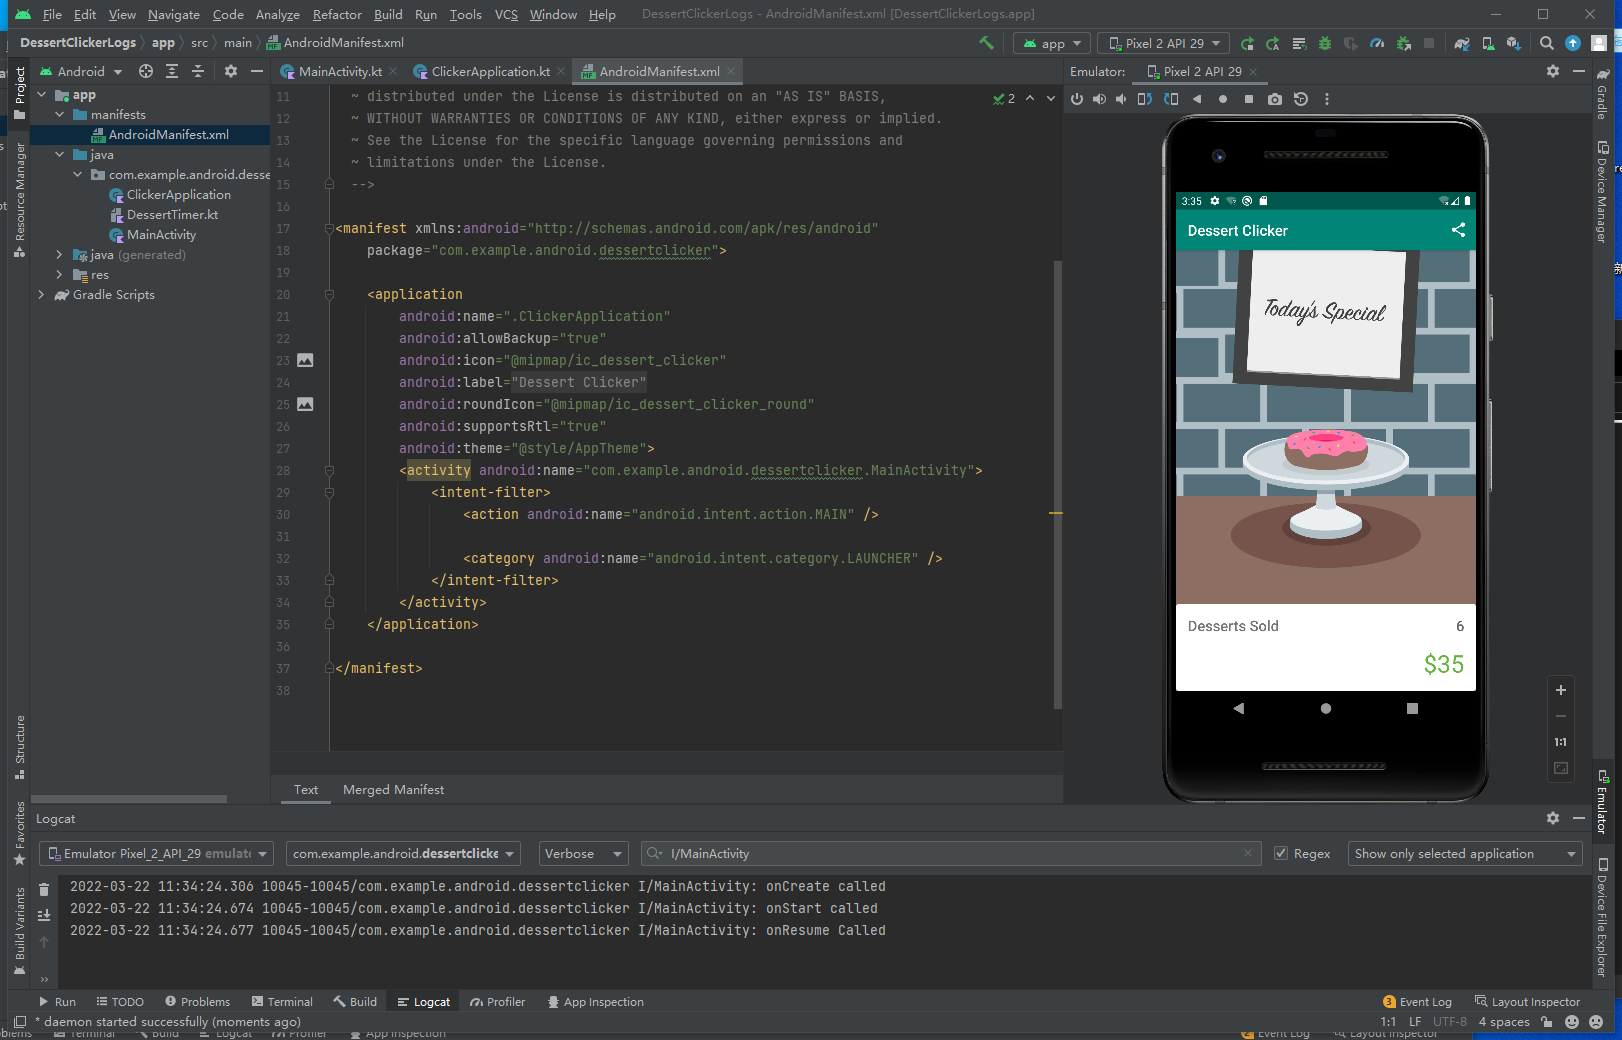 File Edit View Navigate Code Analyze Refactor Build Run Tools VCS Window Help DessertClickerLogs - AndroidManifest.xml [DessertClickerLogs.app]
DessertClickerLogs app src main AndroidManifest.xml app Pixel 2 API 29
Project
Resource Manager
Structure
Favorites
Build Variants
Android
app
manifests
AndroidManifest.xml
java
com.example.android.desse
ClickerApplication
DessertTimer.kt
MainActivity
java (generated)
res
Gradle Scripts
MainActivity.kt ClickerApplication.kt AndroidManifest.xml
2
11 ~ distributed under the License is distributed on an "AS IS" BASIS,
12 ~ WITHOUT WARRANTIES OR CONDITIONS OF ANY KIND, either express or implied.
13 ~ See the License for the specific language governing permissions and
14 ~ limitations under the License.
15 -->
16
17 <manifest xmlns:android="http://schemas.android.com/apk/res/android"
18 package="com.example.android.dessertclicker">
19
20 <application
21 android:name=".ClickerApplication"
22 android:allowBackup="true"
23 android:icon="@mipmap/ic_dessert_clicker"
24 android:label="Dessert Clicker"
25 android:roundIcon="@mipmap/ic_dessert_clicker_round"
26 android:supportsRtl="true"
27 android:theme="@style/AppTheme">
28 <activity android:name="com.example.android.dessertclicker.MainActivity">
29 <intent-filter>
30 <action android:name="android.intent.action.MAIN" />
31
32 <category android:name="android.intent.category.LAUNCHER" />
33 </intent-filter>
34 </activity>
35 </application>
36
37 </manifest>
38
Text Merged Manifest
Emulator: Pixel 2 API 29
3:35
Dessert Clicker
Today's Special
Desserts Sold 6
$35
1:1
Gradle
Device Manager
Emulator
Device File Explorer
Logcat
Emulator Pixel_2_API_29 emulat com.example.android.dessertclicke Verbose I/MainActivity Regex Show only selected application
2022-03-22 11:34:24.306 10045-10045/com.example.android.dessertclicker I/MainActivity: onCreate called
2022-03-22 11:34:24.674 10045-10045/com.example.android.dessertclicker I/MainActivity: onStart called
2022-03-22 11:34:24.677 10045-10045/com.example.android.dessertclicker I/MainActivity: onResume Called
Run TODO Problems Terminal Build Logcat Profiler App Inspection 3 Event Log Layout Inspector
* daemon started successfully (moments ago) 1:1 LF UTF-8 4 spaces
Terminal Build Logcat Profiler App Inspection Event Log Layout Inspector